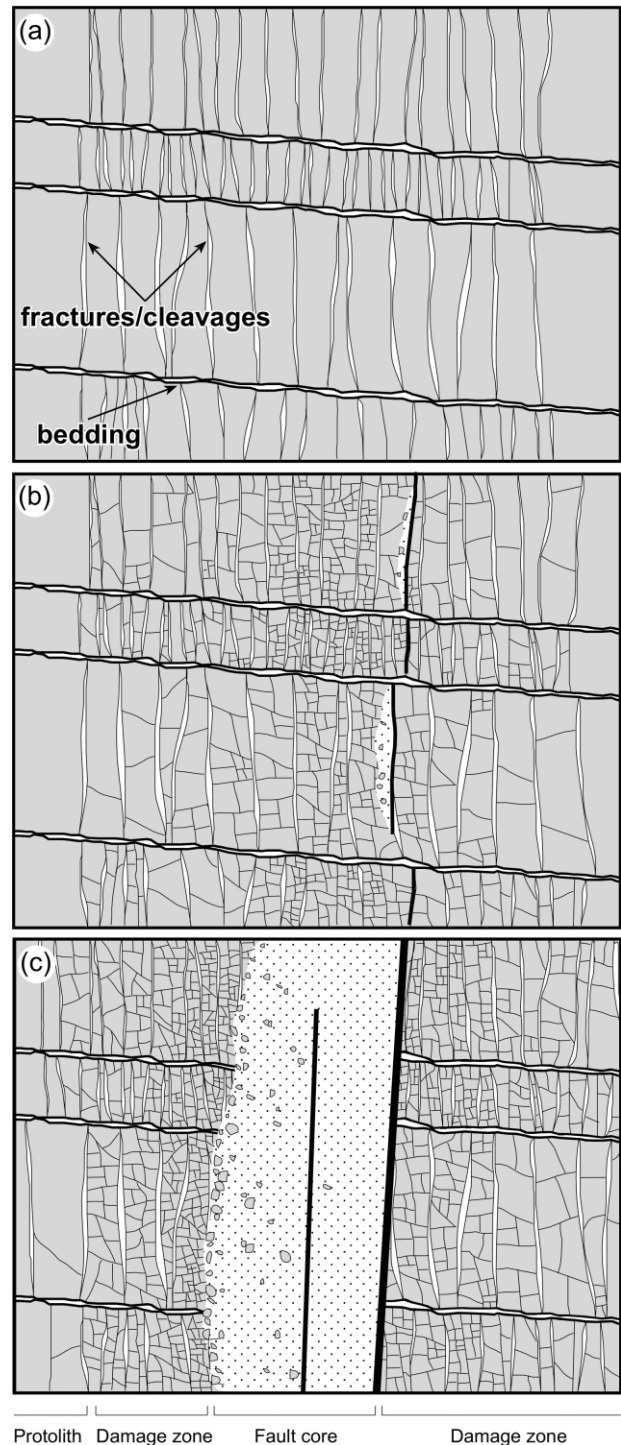 (a)
fractures/cleavages
bedding
(b)
(c)
Protolith Damage zone Fault core Damage zone